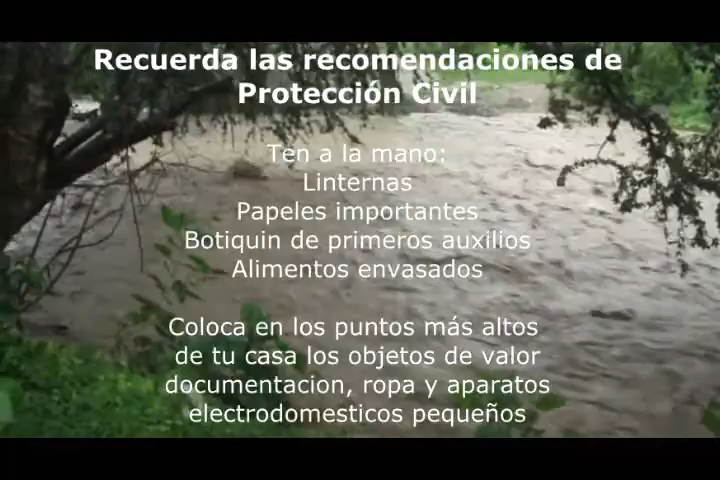 Recuerda las recomendaciones de
Protección Civil
Ten a la mano:
Linternas
Papeles importantes
Botiquin de primeros auxilios
Alimentos envasados
Coloca en los puntos más altos
de tu casa los objetos de valor
documentacion, ropa y aparatos
electrodomesticos pequeños